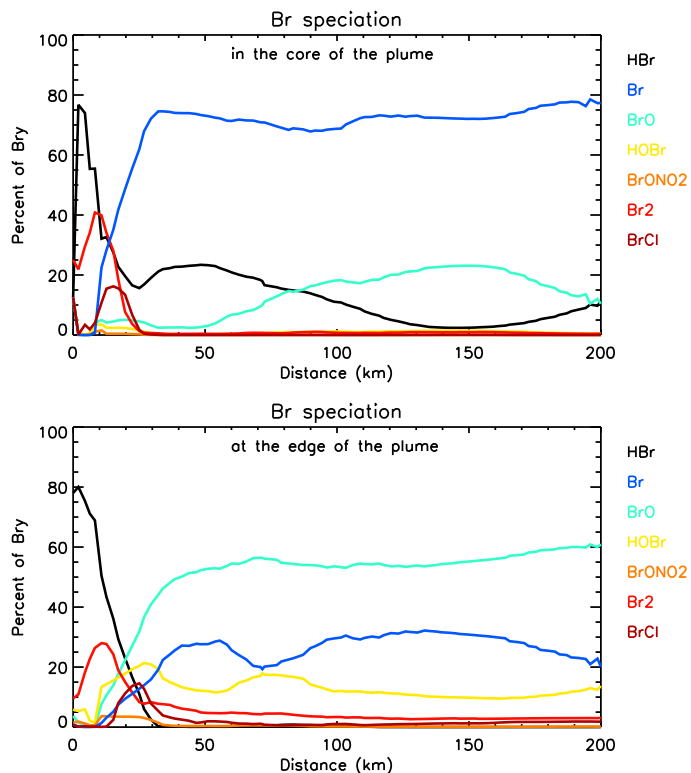 Br speciation
in the core of the plume
100
80
60
40
20
0
Percent of Bry
0 50 100 150 200
Distance (km)
HBr
Br
BrO
HOBr
BrONO2
Br2
BrCl
Br speciation
at the edge of the plume
100
80
60
40
20
0
Percent of Bry
0 50 100 150 200
Distance (km)
HBr
Br
BrO
HOBr
BrONO2
Br2
BrCl